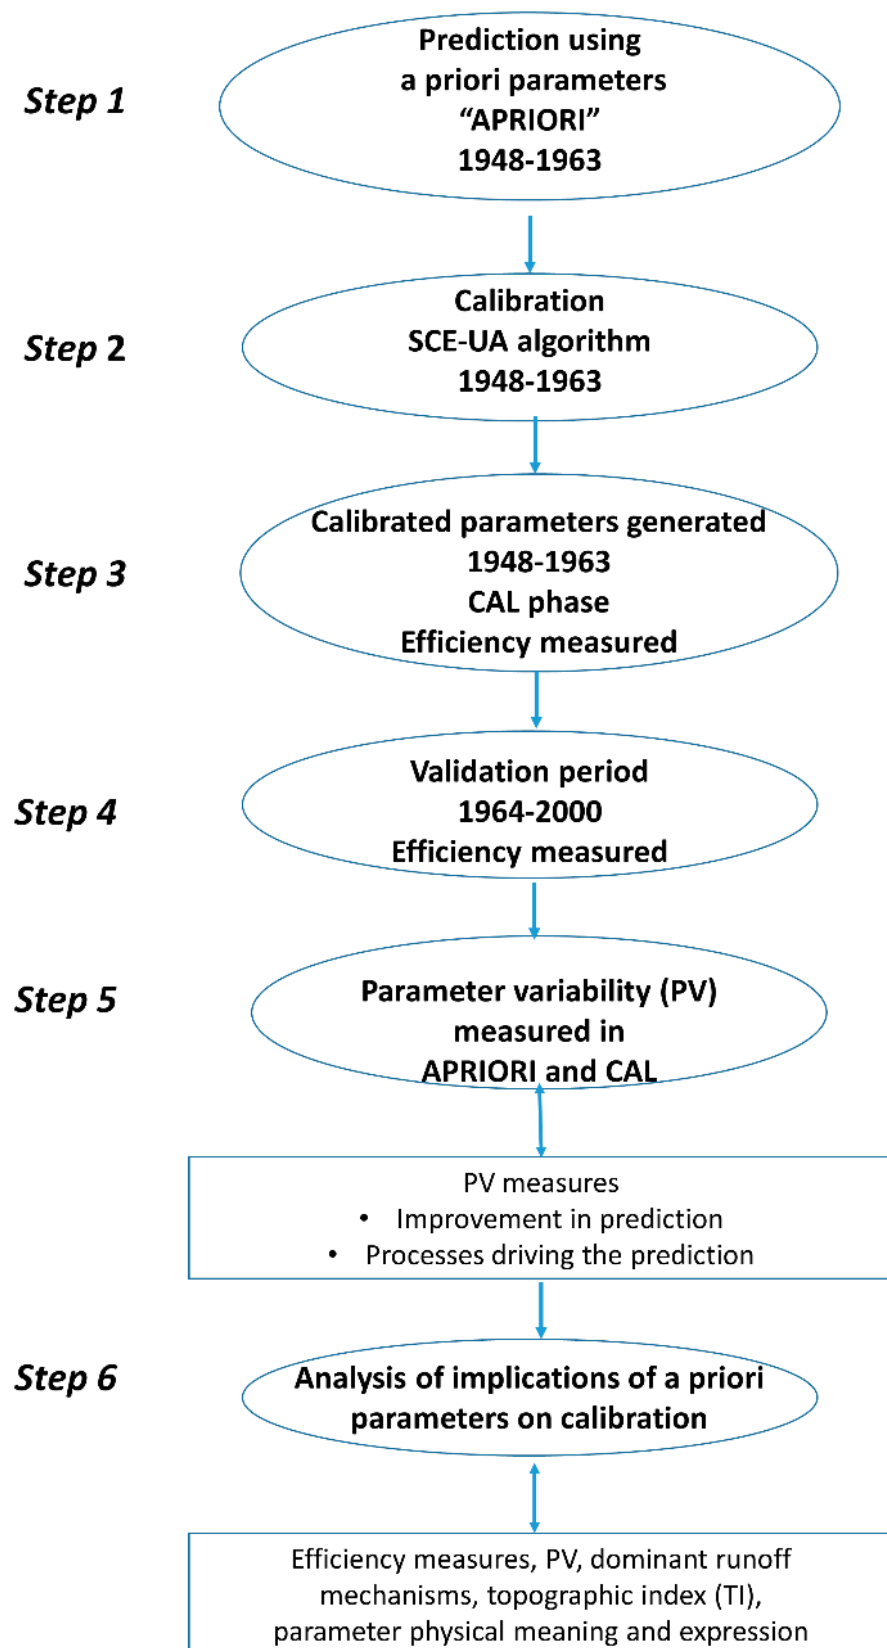 Step 1
Prediction using
a priori parameters
“APRIORI”
1948-1963
Step 2
Calibration
SCE-UA algorithm
1948-1963
Step 3
Calibrated parameters generated
1948-1963
CAL phase
Efficiency measured
Step 4
Validation period
1964-2000
Efficiency measured
Step 5
Parameter variability (PV)
measured in
APRIORI and CAL
PV measures
• Improvement in prediction
• Processes driving the prediction
Step 6
Analysis of implications of a priori
parameters on calibration
Efficiency measures, PV, dominant runoff
mechanisms, topographic index (TI),
parameter physical meaning and expression